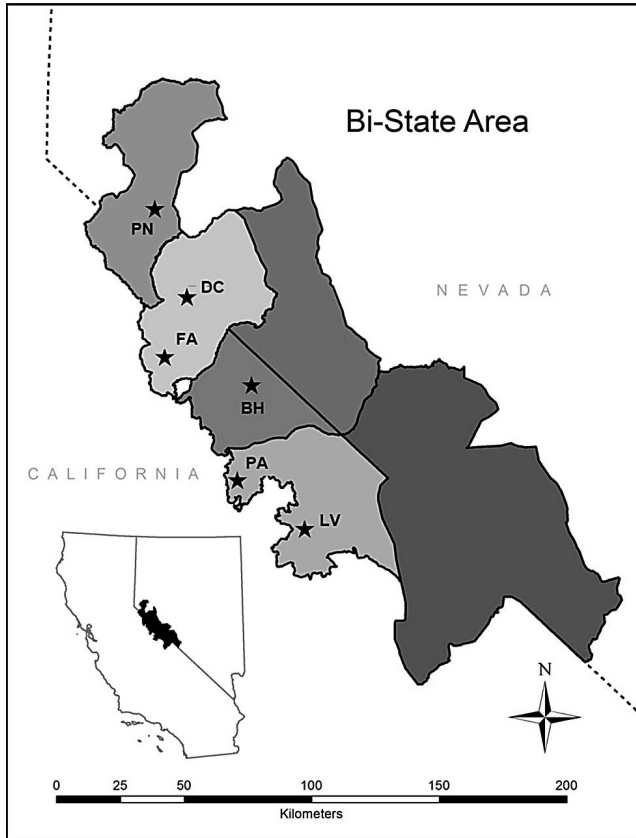 Bi-State Area
PN
DC
NEVADA
FA
BH
CALIFORNIA
PA
LV
N
0 25 50 100 150 200
Kilometers